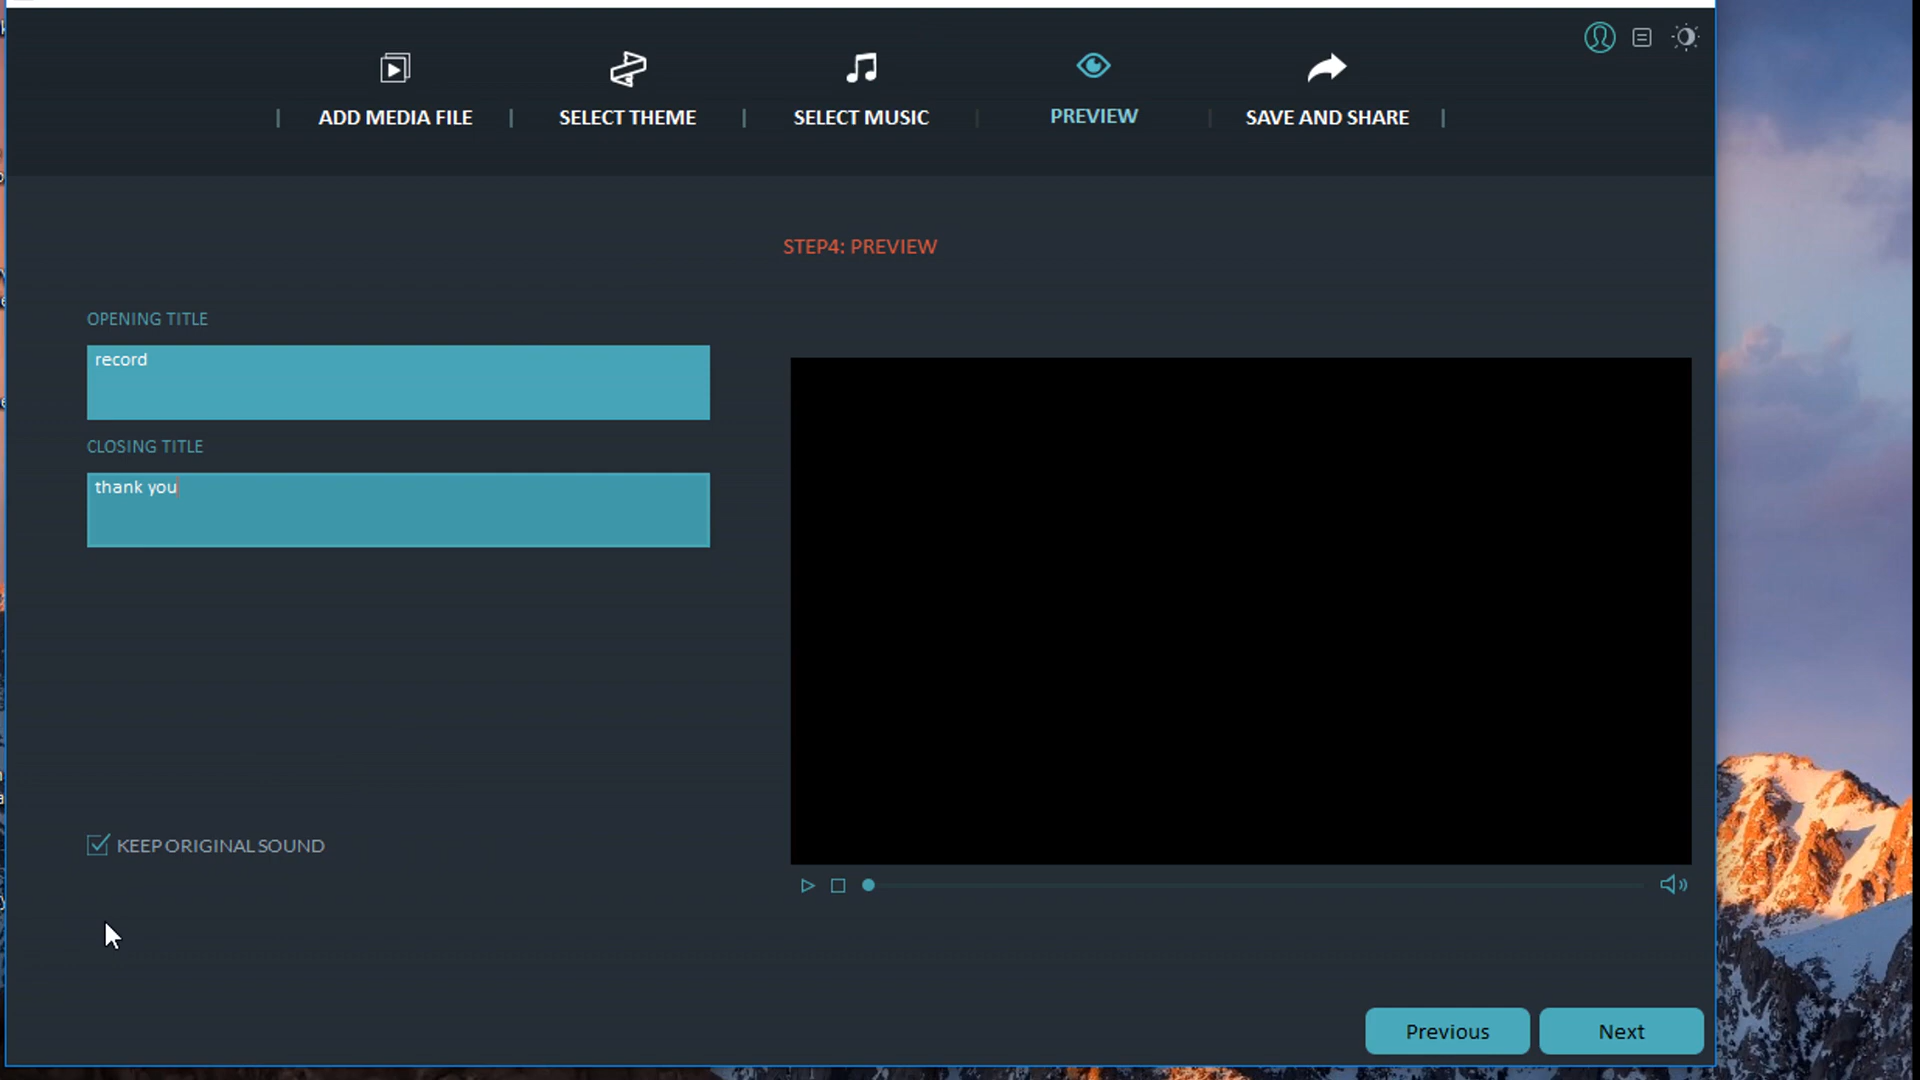 ADD MEDIA FILE
SELECT THEME
SELECT MUSIC
PREVIEW
SAVE AND SHARE
STEP4: PREVIEW
OPENING TITLE
record
CLOSING TITLE
thank you
KEEP ORIGINAL SOUND
Previous
Next